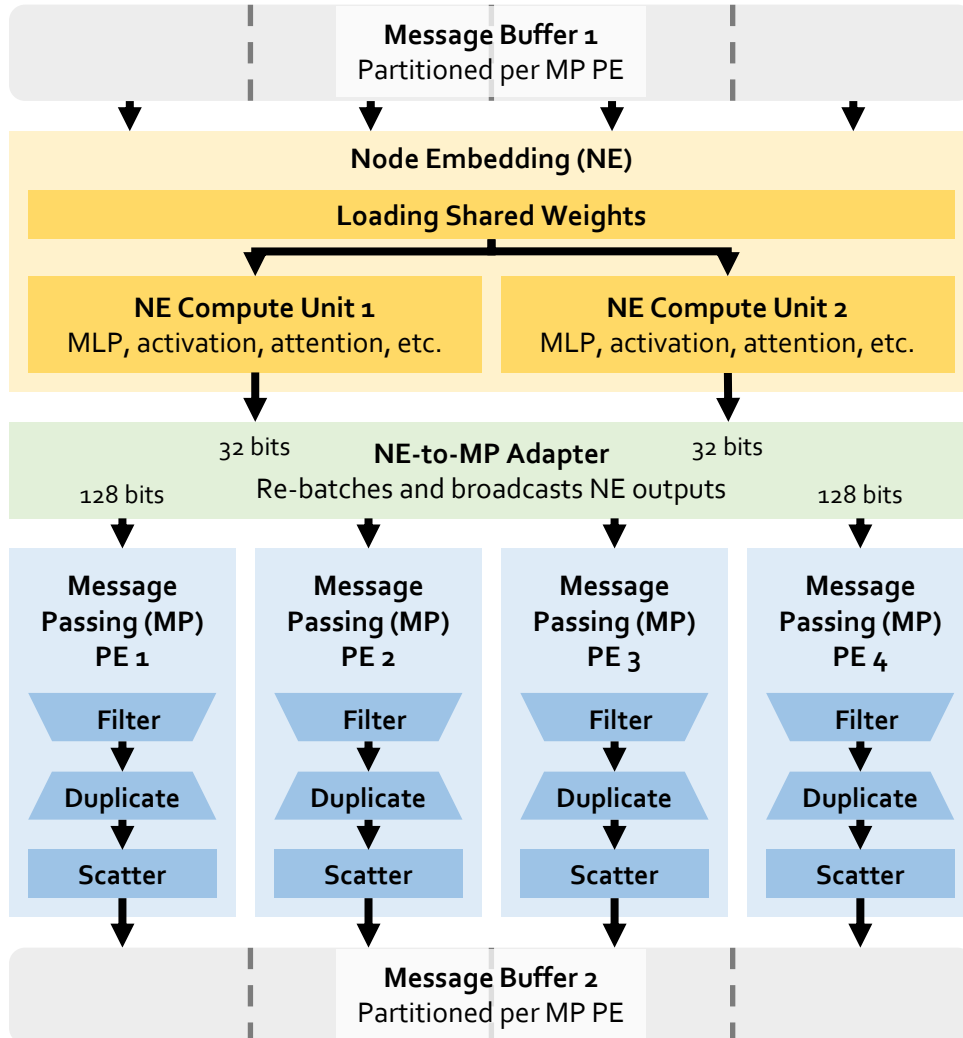 Message Buffer 1
Partitioned per MP PE
Node Embedding (NE)
Loading Shared Weights
NE Compute Unit 1
MLP, activation, attention, etc.
NE Compute Unit 2
MLP, activation, attention, etc.
32 bits
32 bits
NE-to-MP Adapter
Re-batches and broadcasts NE outputs
128 bits
128 bits
Message
Passing (MP)
PE 1
Filter
Duplicate
Scatter
Message
Passing (MP)
PE 2
Filter
Duplicate
Scatter
Message
Passing (MP)
PE 3
Filter
Duplicate
Scatter
Message
Passing (MP)
PE 4
Filter
Duplicate
Scatter
Message Buffer 2
Partitioned per MP PE